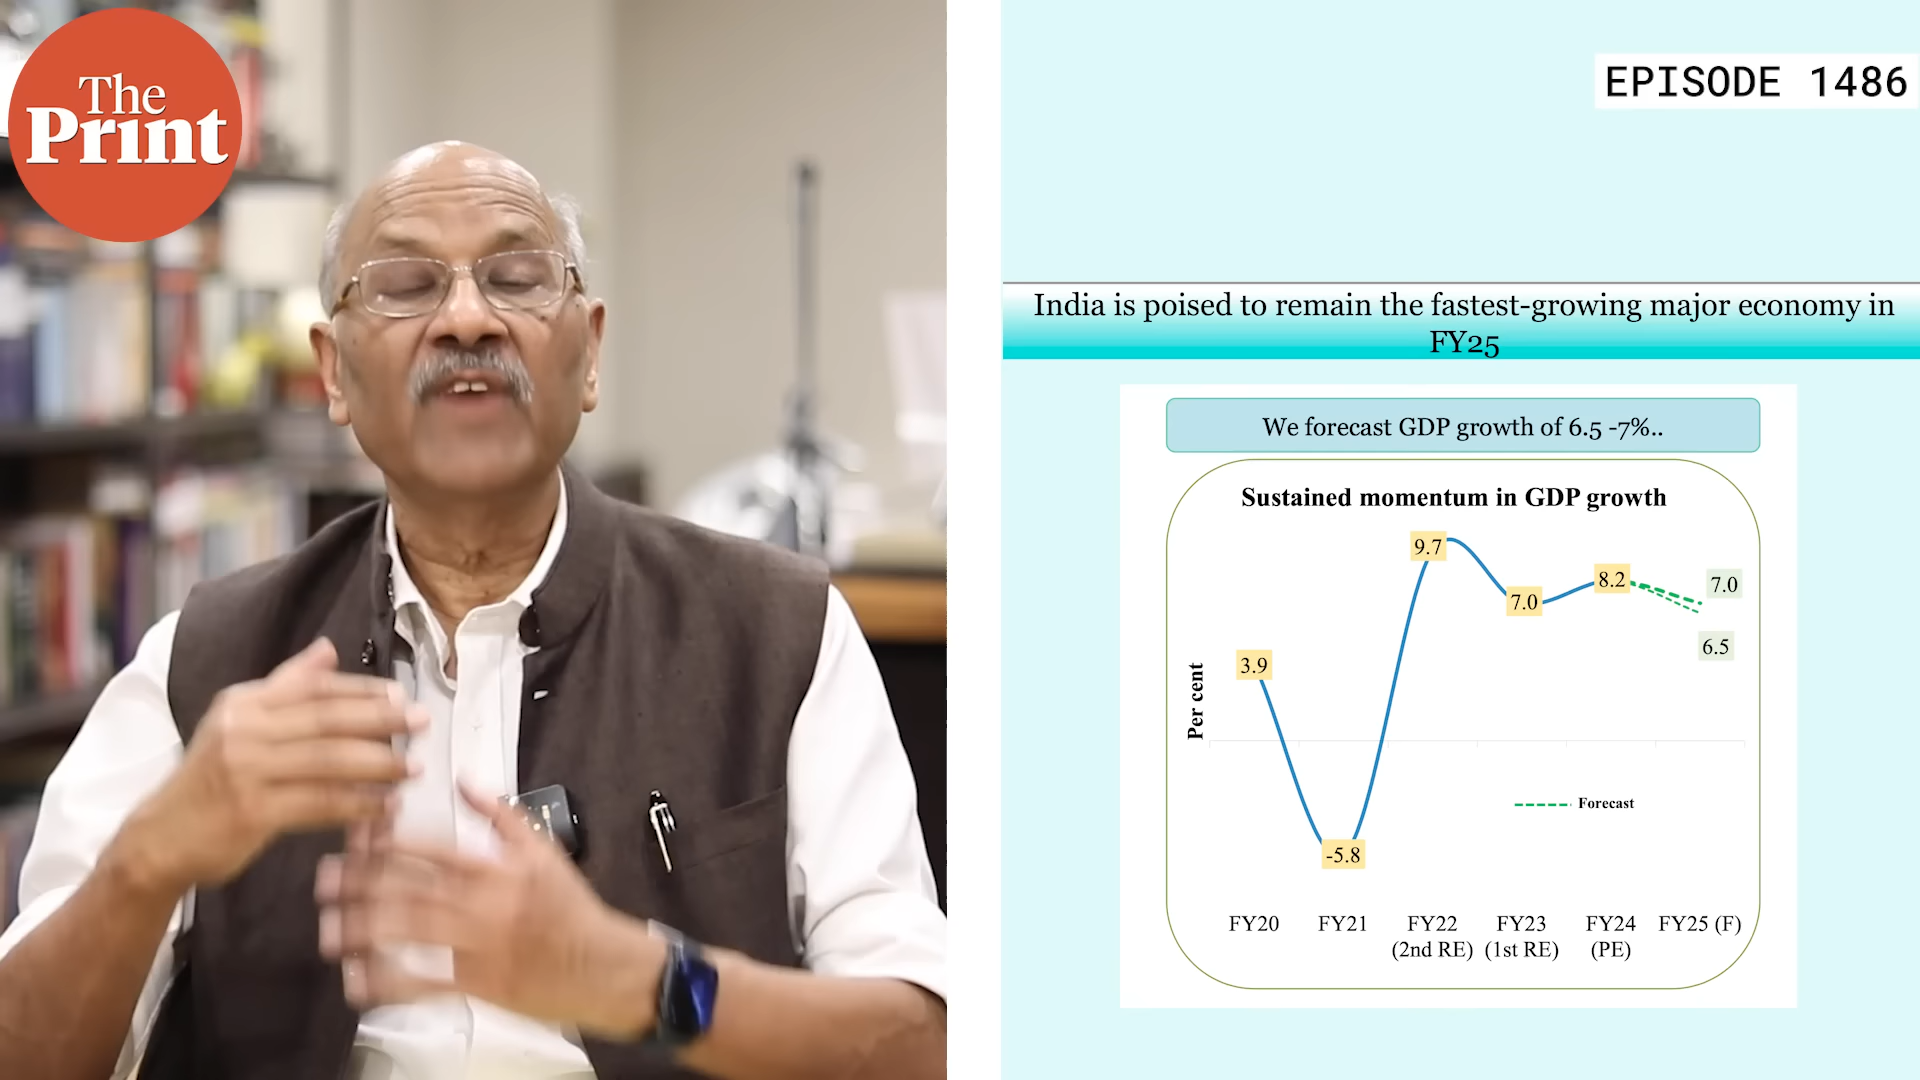 The
Print
EPISODE 1486
India is poised to remain the fastest-growing major economy in
FY25
We forecast GDP growth of 6.5 -7%..
Sustained momentum in GDP growth
9.7
8.2
7.0
7.0
6.5
3.9
-5.8
Per cent
Forecast
FY20 FY21 FY22 FY23 FY24 FY25 (F)
(2nd RE) (1st RE) (PE)